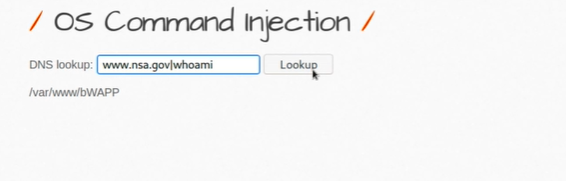 / OS Command Injection /
DNS lookup: www.nsa.gov|whoami Lookup
/var/www/bWAPP